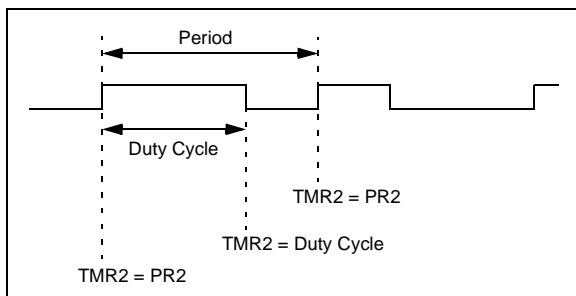 Period
Duty Cycle
TMR2 = PR2
TMR2 = Duty Cycle
TMR2 = PR2